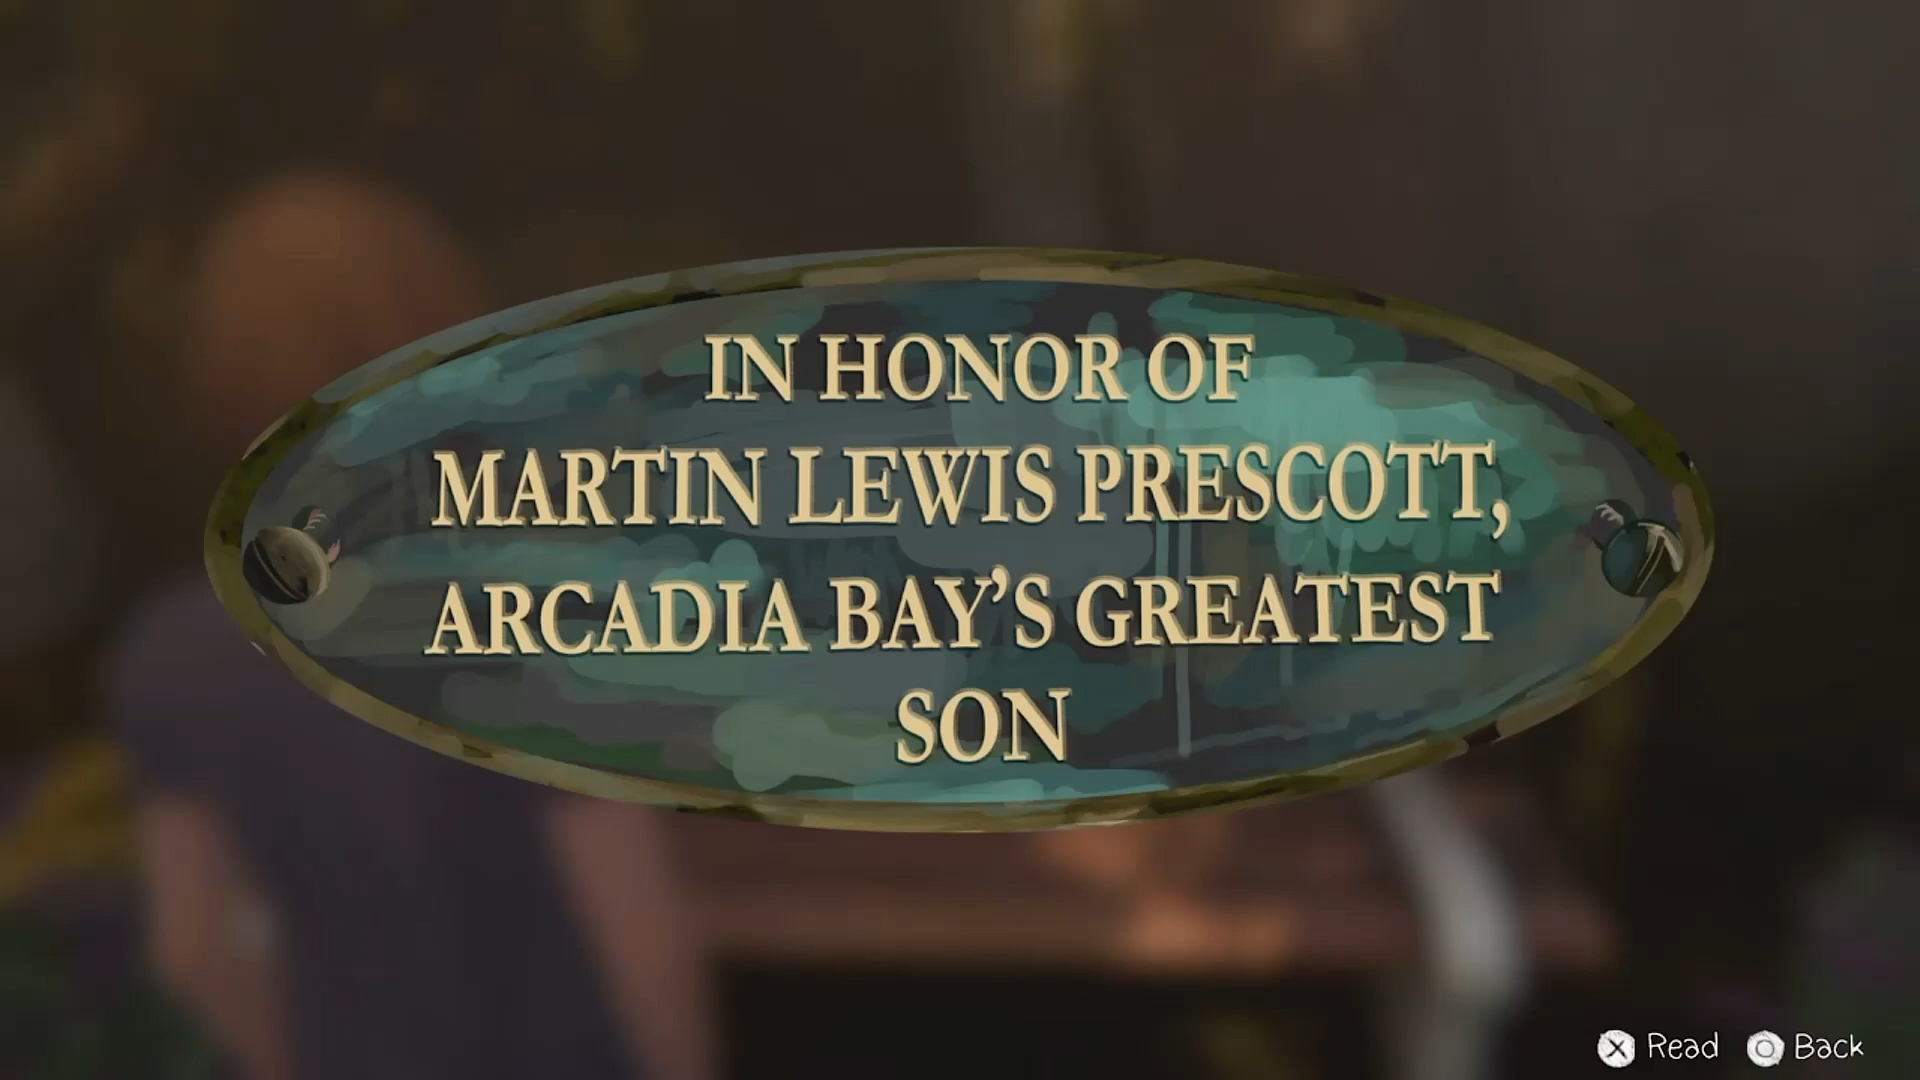 IN HONOR OF
MARTIN LEWIS PRESCOTT,
ARCADIA BAY'S GREATEST
SON
Read Back